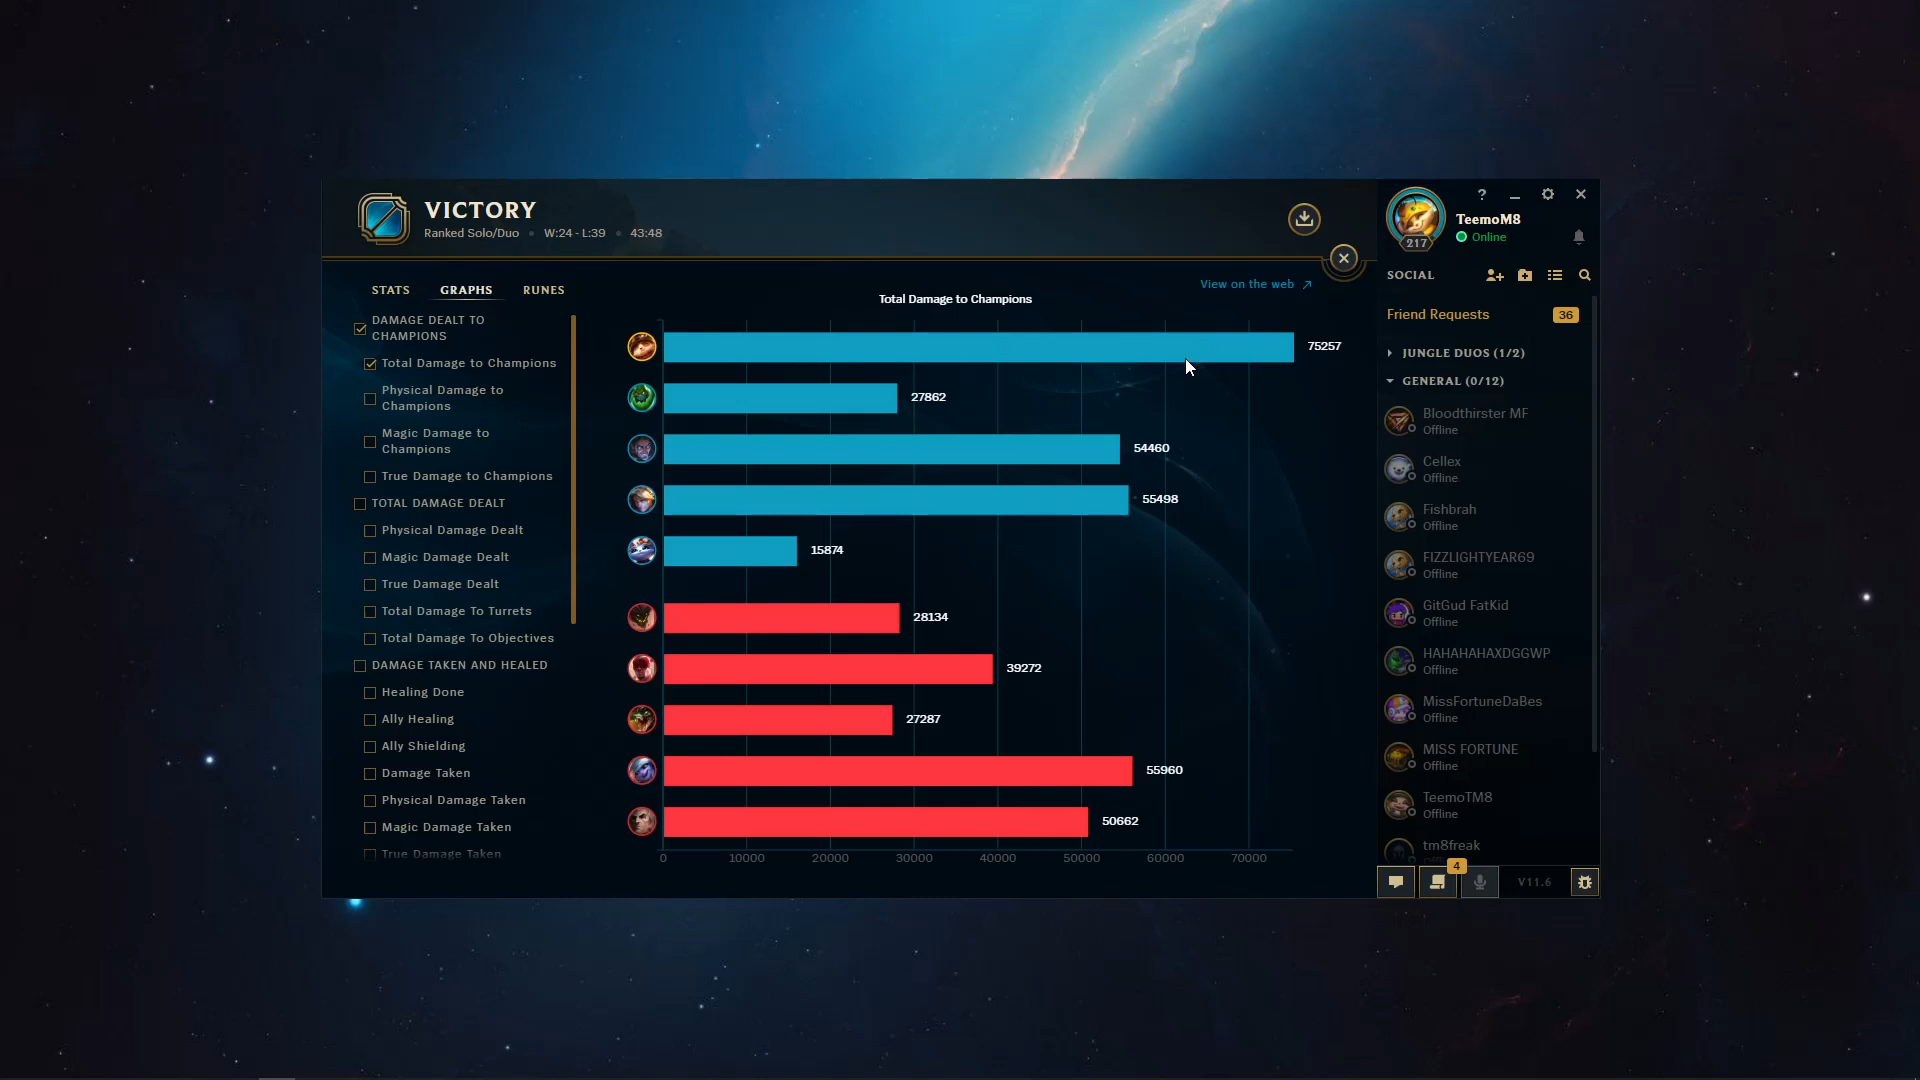 VICTORY
Ranked Solo/Duo • W:24 - L:39 • 43:48
?
217
TeemoM8
Online
SOCIAL
Friend Requests 36
JUNGLE DUOS (1/2)
GENERAL (0/12)
Bloodthirster MF
Offline
Cellex
Offline
Fishbrah
Offline
FIZZLIGHTYEAR69
Offline
GitGud FatKid
Offline
HAHAHAHAXDGGWP
Offline
MissFortuneDaBes
Offline
MISS FORTUNE
Offline
TeemoTM8
Offline
tm8freak
4
V11.6
STATS GRAPHS RUNES
View on the web
DAMAGE DEALT TO
CHAMPIONS
Total Damage to Champions
Physical Damage to
Champions
Magic Damage to
Champions
True Damage to Champions
TOTAL DAMAGE DEALT
Physical Damage Dealt
Magic Damage Dealt
True Damage Dealt
Total Damage To Turrets
Total Damage To Objectives
DAMAGE TAKEN AND HEALED
Healing Done
Ally Healing
Ally Shielding
Damage Taken
Physical Damage Taken
Magic Damage Taken
True Damage Taken
Total Damage to Champions
75257
27862
54460
55498
15874
28134
39272
27287
55960
50662
0 10000 20000 30000 40000 50000 60000 70000